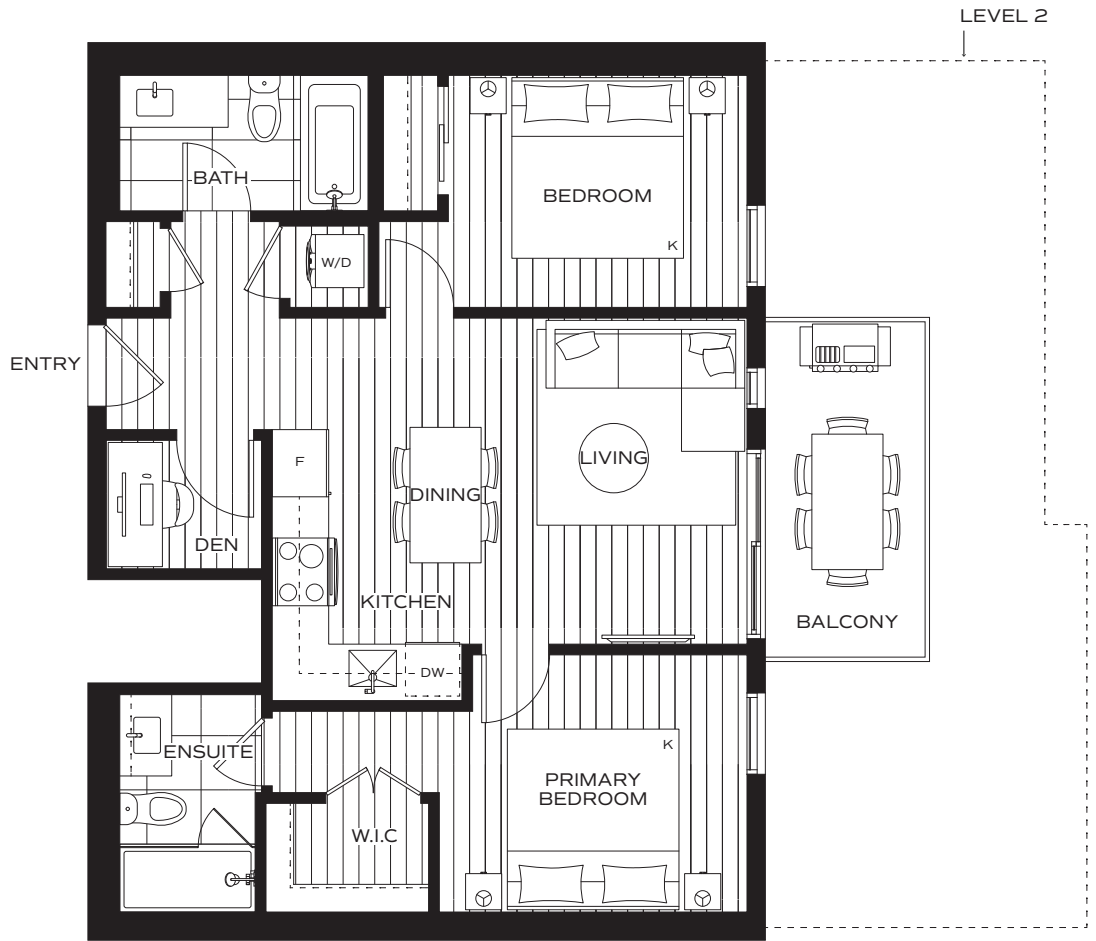 LEVEL 2
BATH
BEDROOM
K
W/D
ENTRY
F
LIVING
DINING
DEN
KITCHEN
BALCONY
DW
K
ENSUITE
PRIMARY
BEDROOM
W.I.C